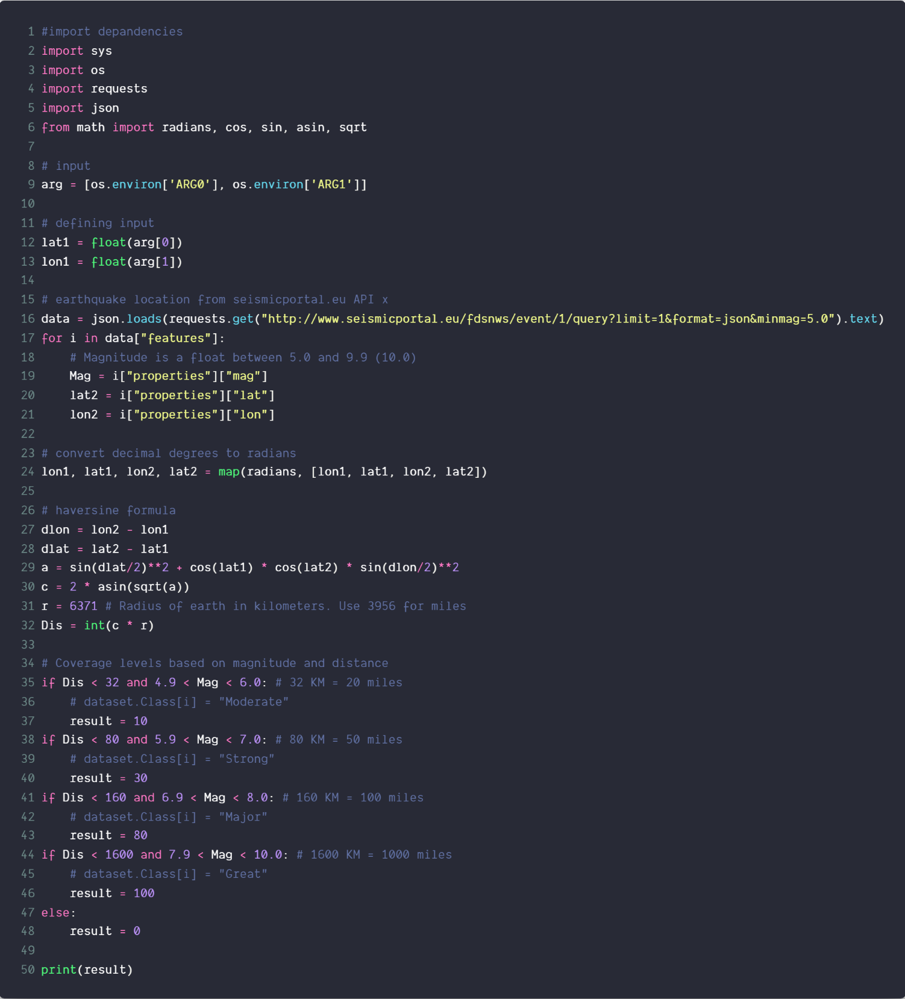 1 #import depandencies
2 import sys
3 import os
4 import requests
5 import json
6 from math import radians, cos, sin, asin, sqrt
7
8 # input
9 arg = [os.environ['ARG0'], os.environ['ARG1']]
10
11 # defining input
12 lat1 = float(arg[0])
13 lon1 = float(arg[1])
14
15 # earthquake location from seismicportal.eu API x
16 data = json.loads(requests.get("http://www.seismicportal.eu/fdsnws/event/1/query?limit=1&format=json&minmag=5.0").text)
17 for i in data["features"]:
18     # Magnitude is a float between 5.0 and 9.9 (10.0)
19     Mag = i["properties"]["mag"]
20     lat2 = i["properties"]["lat"]
21     lon2 = i["properties"]["lon"]
22
23 # convert decimal degrees to radians
24 lon1, lat1, lon2, lat2 = map(radians, [lon1, lat1, lon2, lat2])
25
26 # haversine formula
27 dlon = lon2 - lon1
28 dlat = lat2 - lat1
29 a = sin(dlat/2)**2 + cos(lat1) * cos(lat2) * sin(dlon/2)**2
30 c = 2 * asin(sqrt(a))
31 r = 6371 # Radius of earth in kilometers. Use 3956 for miles
32 Dis = int(c * r)
33
34 # Coverage levels based on magnitude and distance
35 if Dis < 32 and 4.9 < Mag < 6.0: # 32 KM = 20 miles
36     # dataset.Class[i] = "Moderate"
37     result = 10
38 if Dis < 80 and 5.9 < Mag < 7.0: # 80 KM = 50 miles
39     # dataset.Class[i] = "Strong"
40     result = 30
41 if Dis < 160 and 6.9 < Mag < 8.0: # 160 KM = 100 miles
42     # dataset.Class[i] = "Major"
43     result = 80
44 if Dis < 1600 and 7.9 < Mag < 10.0: # 1600 KM = 1000 miles
45     # dataset.Class[i] = "Great"
46     result = 100
47 else:
48     result = 0
49
50 print(result)